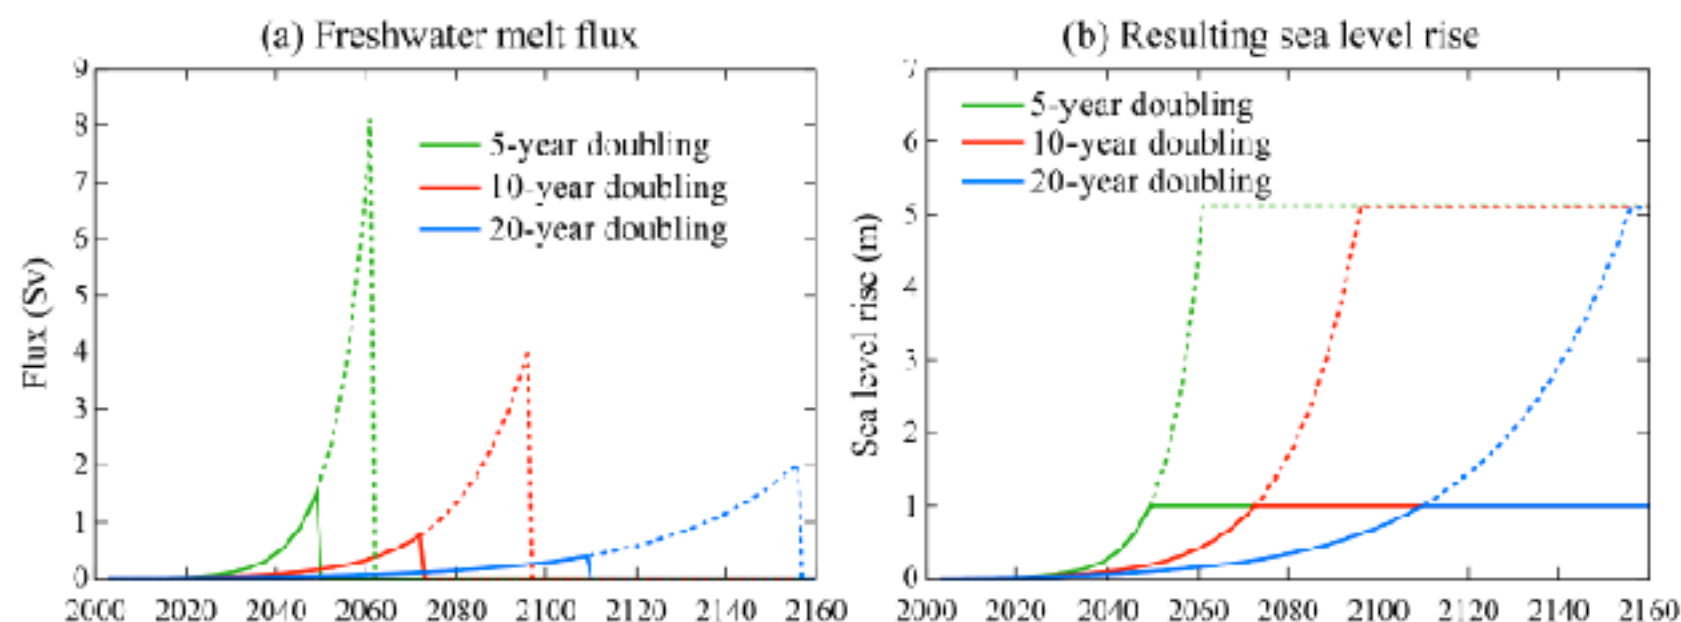 (a) Freshwater melt flux
9
8
7
6
5
4
3
2
1
0
Flux (Sv)
5-year doubling
10-year doubling
20-year doubling
2000 2020 2040 2060 2080 2100 2120 2140 2160
(b) Resulting sea level rise
7
6
5
4
3
2
1
0
Sea level rise (m)
5-year doubling
10-year doubling
20-year doubling
2000 2020 2040 2060 2080 2100 2120 2140 2160